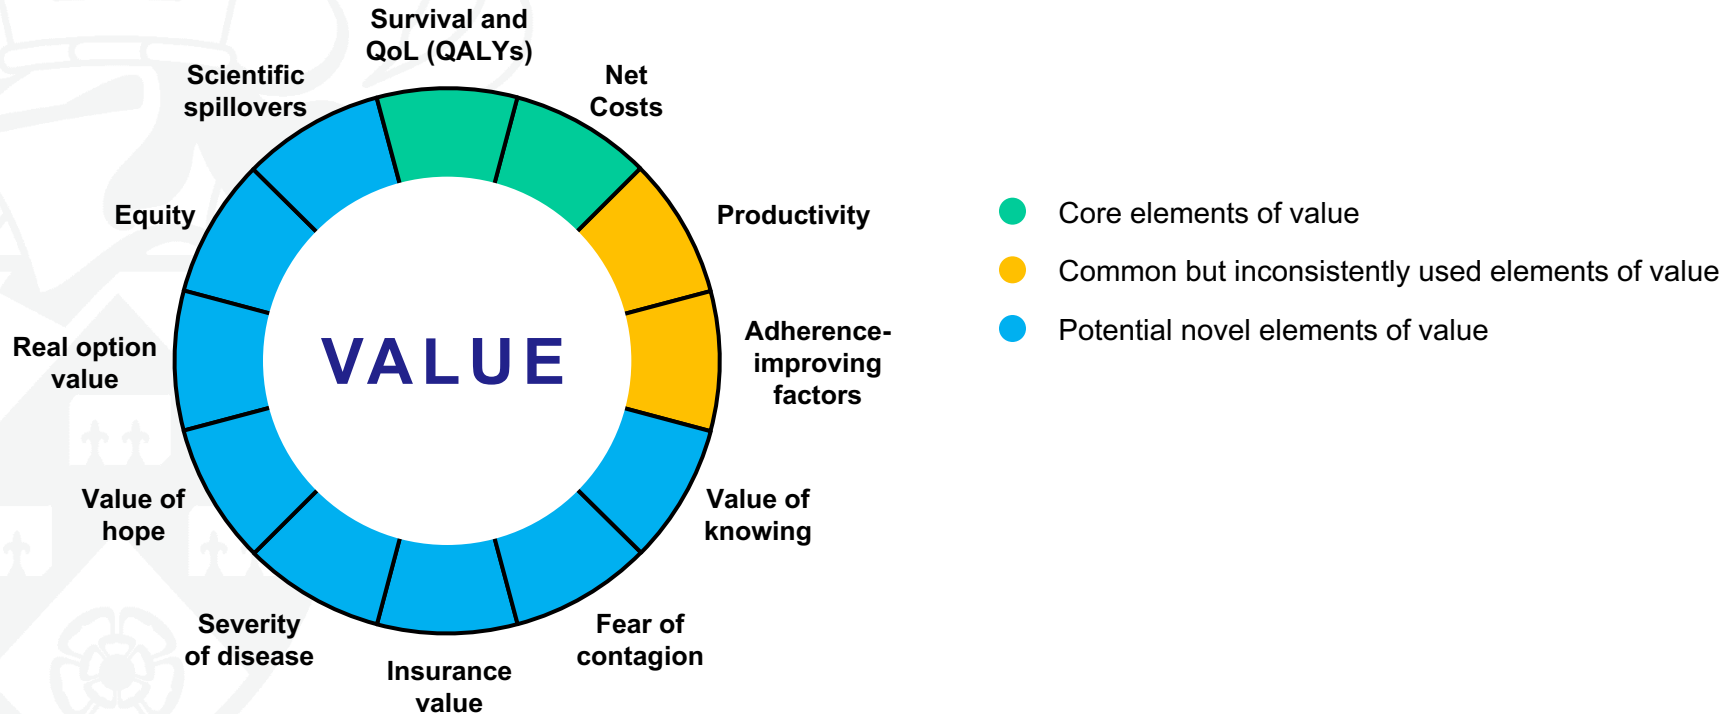 Survival and
QoL (QALYs)
Net
Costs
Productivity
Adherence-
improving
factors
Value of
knowing
Fear of
contagion
Insurance
value
Severity
of disease
Value of
hope
Real option
value
Equity
Scientific
spillovers
VALUE
Core elements of value
Common but inconsistently used elements of value
Potential novel elements of value